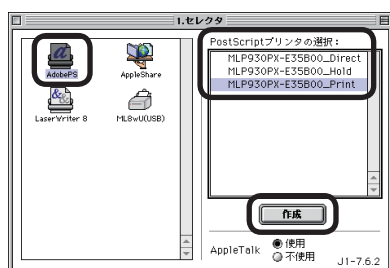 1.セレクタ
AdobePS
AppleShare
LaserWriter 8
ML8wU(USB)
PostScriptプリンタの選択：
MLP930PX-E35B00_Direct
MLP930PX-E35B00_Hold
MLP930PX-E35B00_Print
作成
AppleTalk
使用
不使用
J1-7.6.2